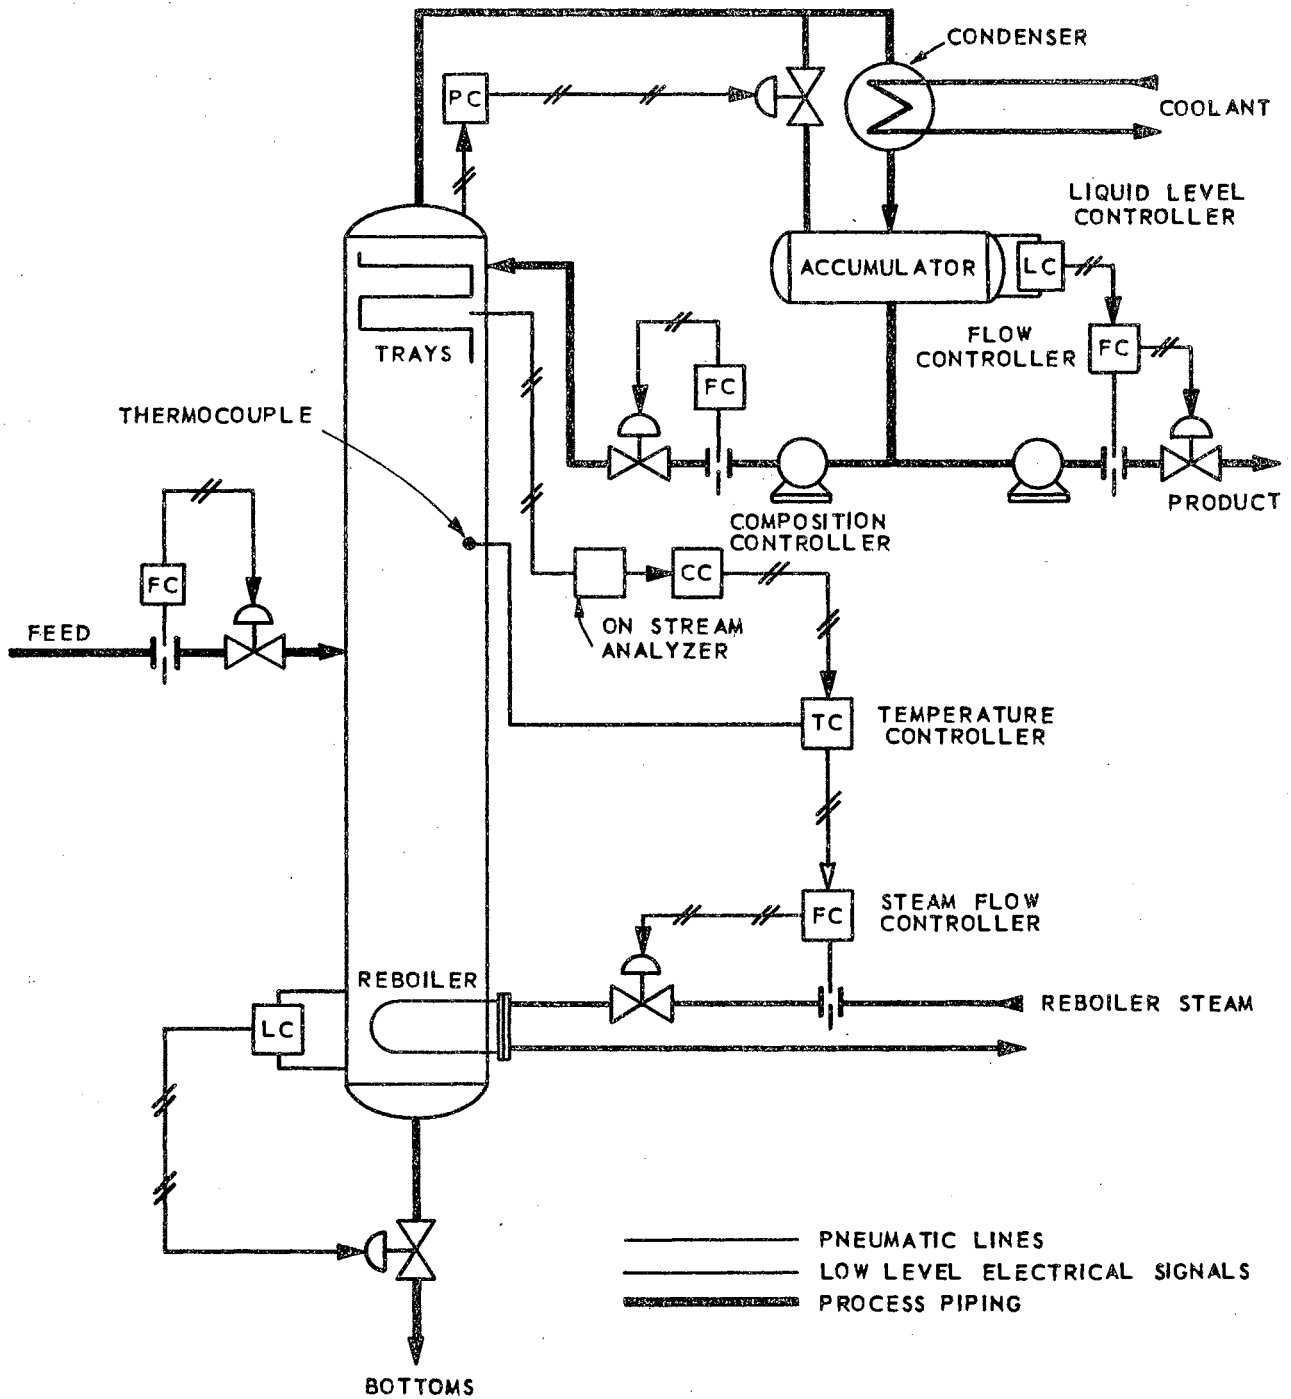 CONDENSER
PC
COOLANT
LIQUID LEVEL
CONTROLLER
ACCUMULATOR
LC
FLOW
CONTROLLER
FC
TRAYS
FC
THERMOCOUPLE
PRODUCT
COMPOSITION
CONTROLLER
FC
CC
FEED
ON STREAM
ANALYZER
TC
TEMPERATURE
CONTROLLER
FC
STEAM FLOW
CONTROLLER
REBOILER
REBOILER STEAM
LC
PNEUMATIC LINES
LOW LEVEL ELECTRICAL SIGNALS
PROCESS PIPING
BOTTOMS